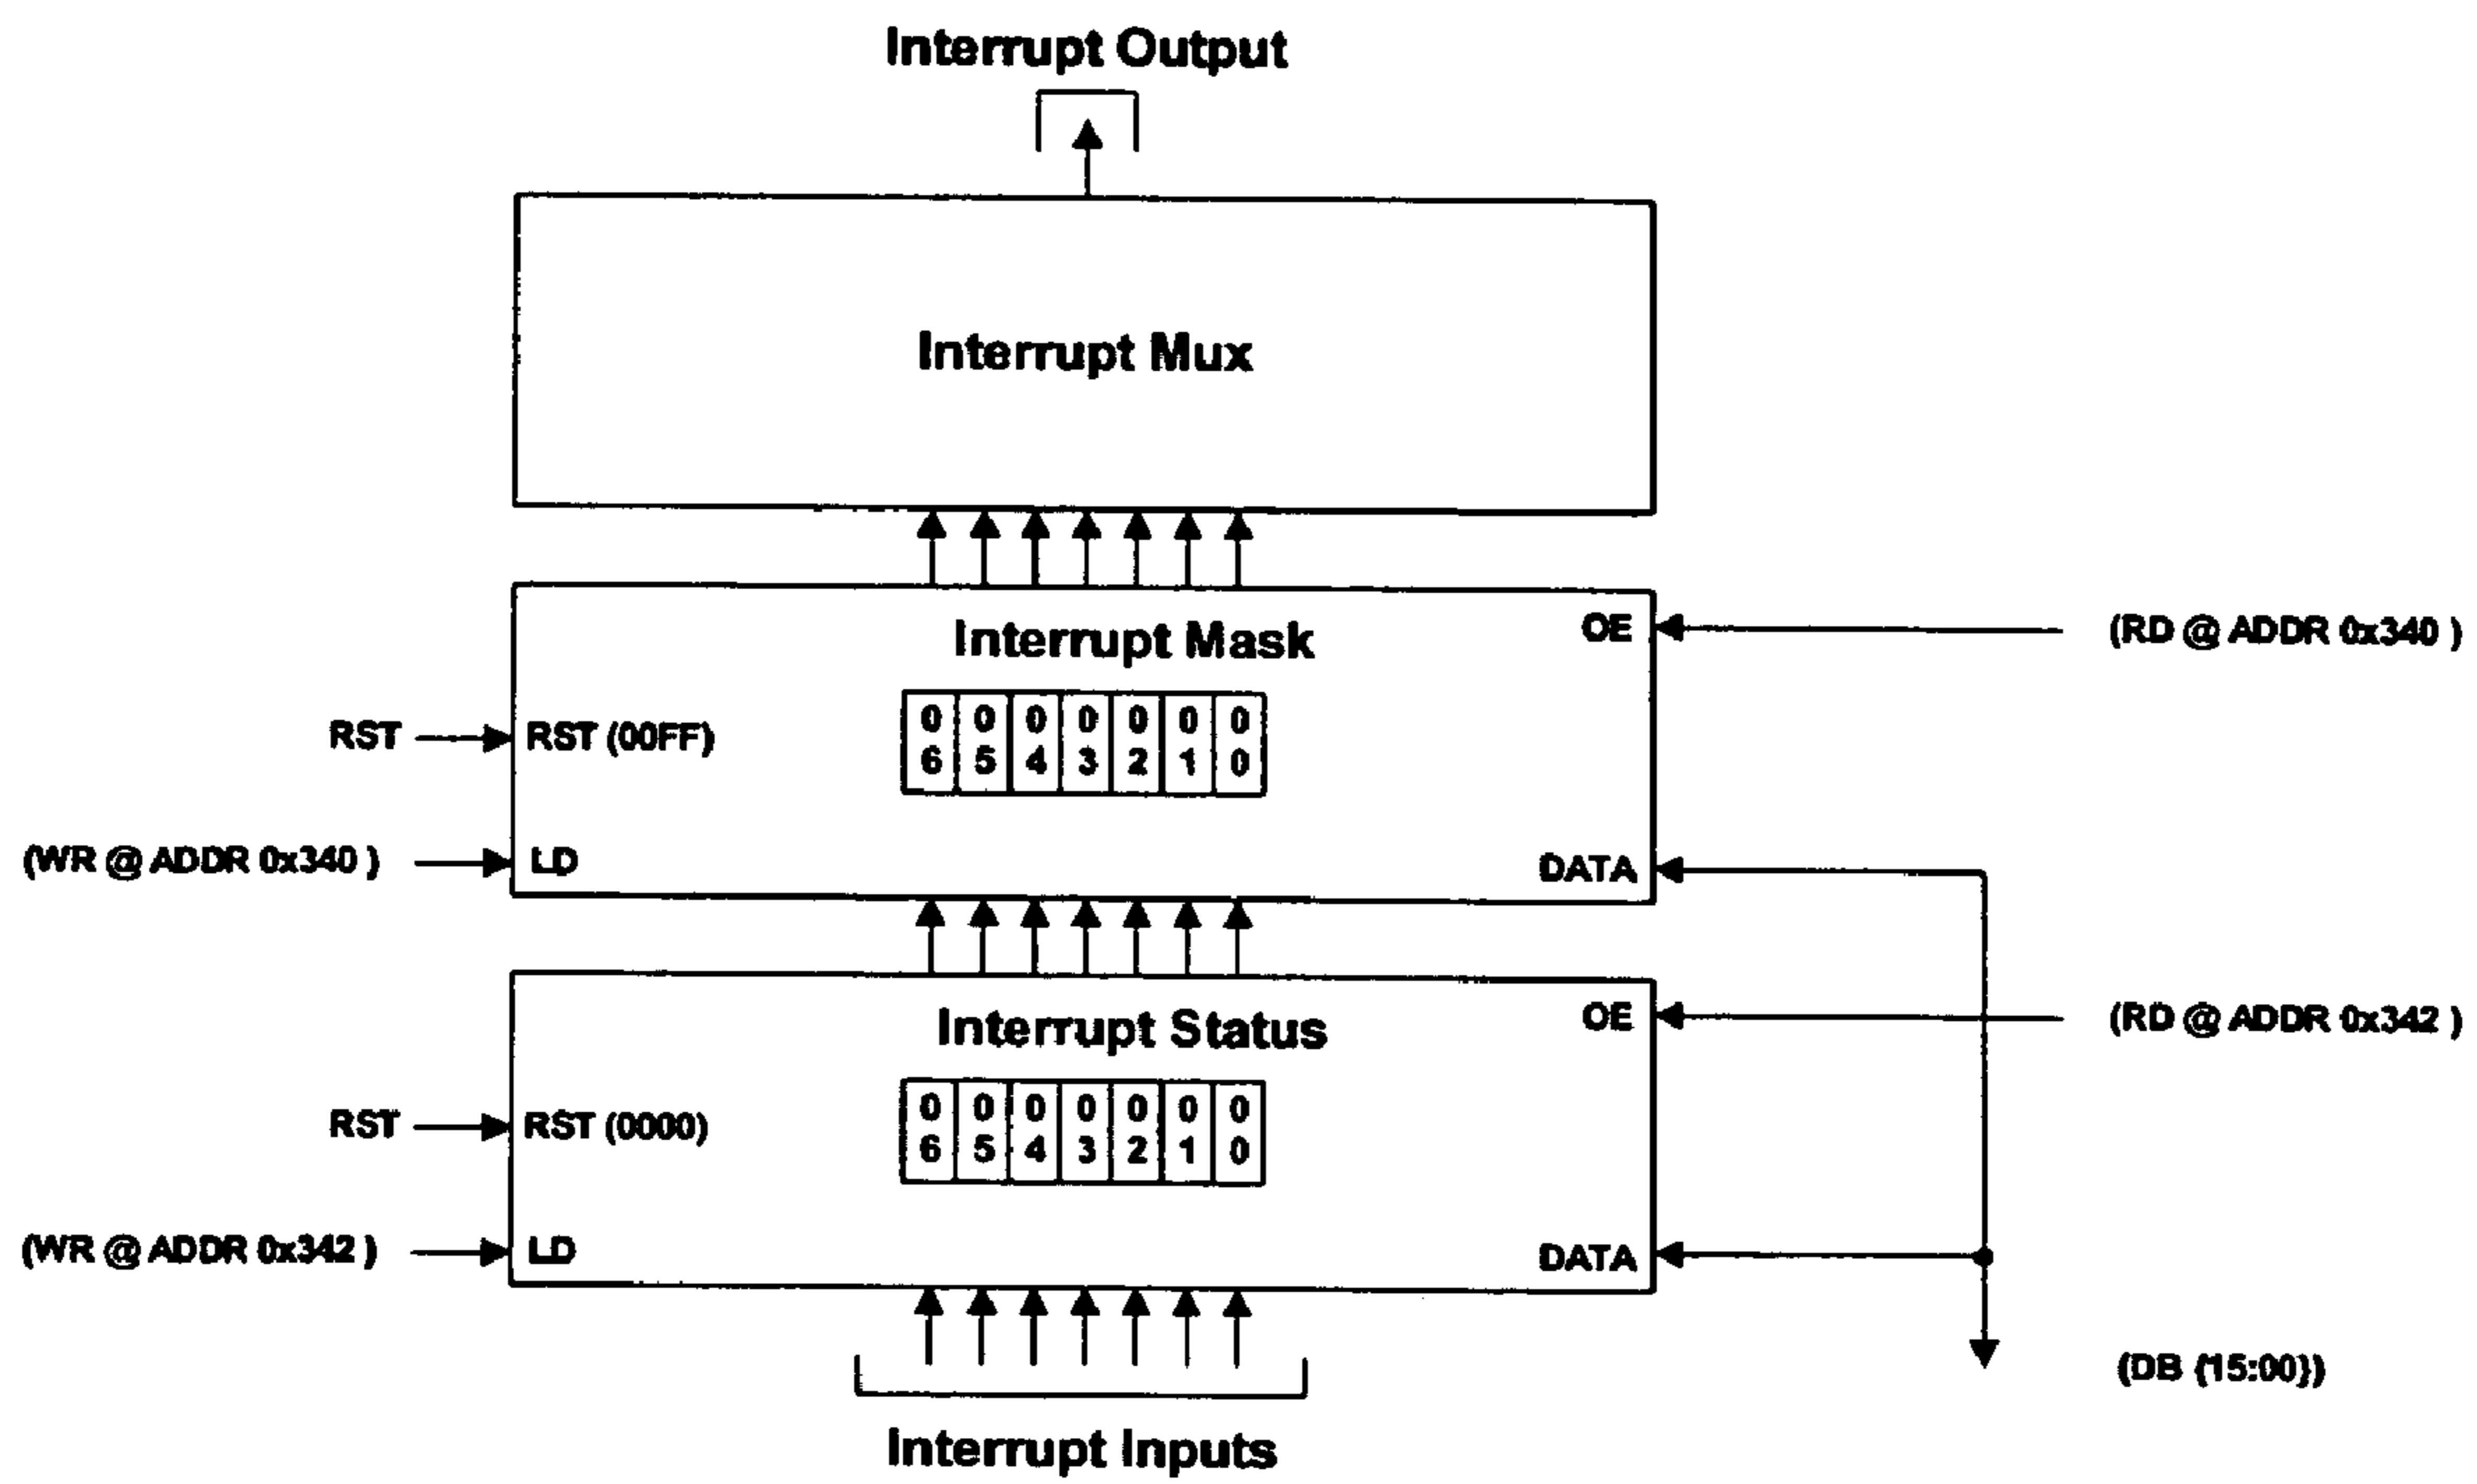 Interrupt Output
Interrupt Mux
Interrupt Mask
OE
(RD @ ADDR 0x340 )
RST
RST (00FF)
0 0 0 0 0 0 0
6 5 4 3 2 1 0
(WR @ ADDR 0x340 )
LD
DATA
Interrupt Status
OE
(RD @ ADDR 0x342 )
RST
RST (0000)
0 0 0 0 0 0 0
6 5 4 3 2 1 0
(WR @ ADDR 0x342 )
LD
DATA
(DB (15:00))
Interrupt Inputs